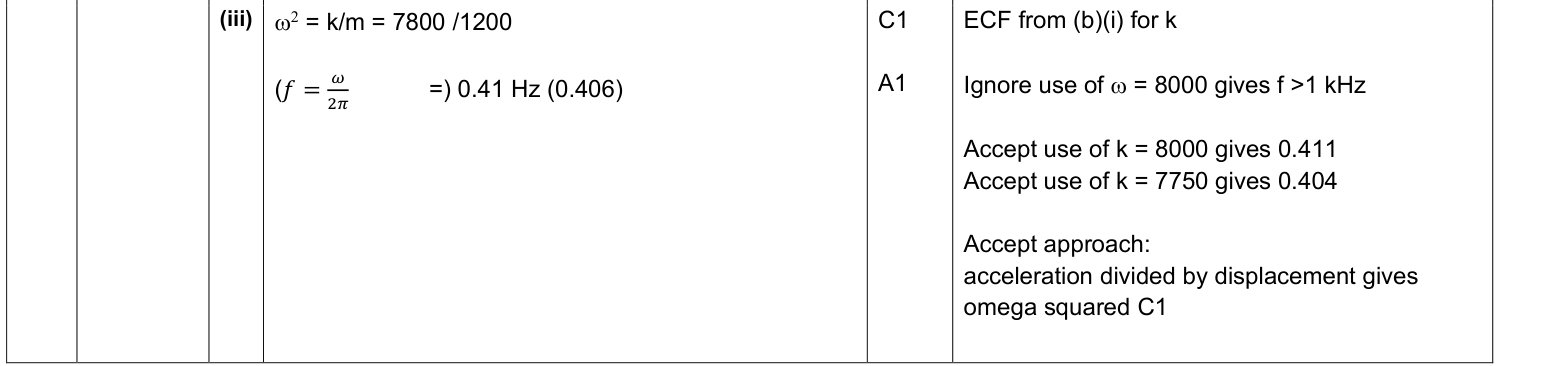 (iii) ω² = k/m = 7800 /1200 C1 ECF from (b)(i) for k
(f = ω/2π =) 0.41 Hz (0.406) A1 Ignore use of ω = 8000 gives f >1 kHz
Accept use of k = 8000 gives 0.411
Accept use of k = 7750 gives 0.404
Accept approach:
acceleration divided by displacement gives
omega squared C1